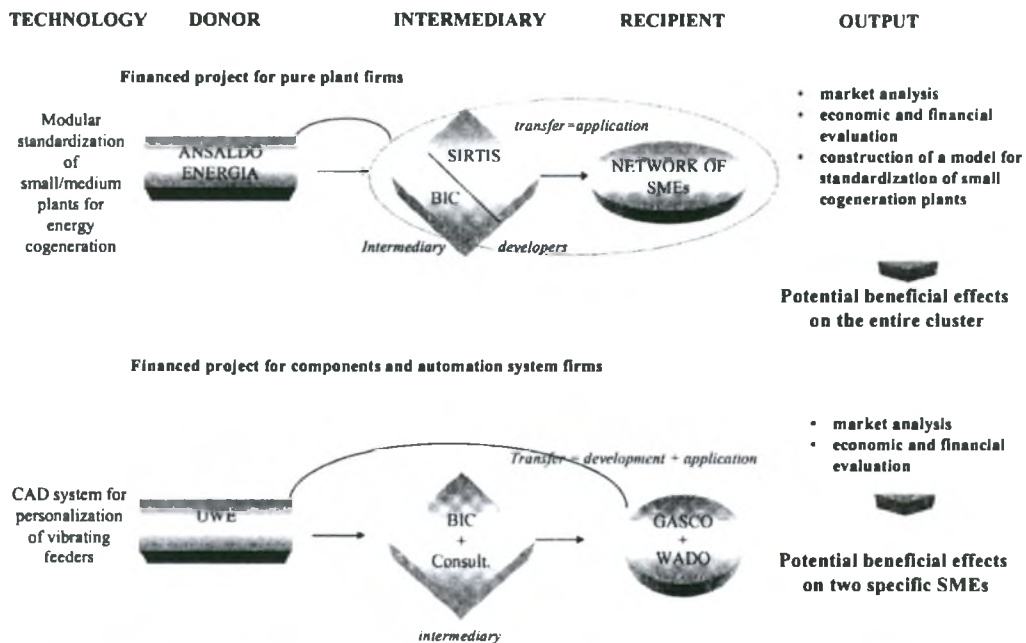 TECHNOLOGY DONOR INTERMEDIARY RECIPIENT OUTPUT
Financed project for pure plant firms
Modular
standardization
of
small/medium
plants for
energy
cogeneration
ANSALDO
ENERGIA
SIRTIS
BIC
Intermediary developers
transfer=application
NETWORK OF
SMEs
• market analysis
• economic and financial
evaluation
• construction of a model for
standardization of small
cogeneration plants
Potential beneficial effects
on the entire cluster
Financed project for components and automation system firms
CAD system for
personalization
of vibrating
feeders
UWE
BIC
+
Consult.
intermediary
Transfer = development + application
GASCO
+
WADO
• market analysis
• economic and financial
evaluation
Potential beneficial effects
on two specific SMEs